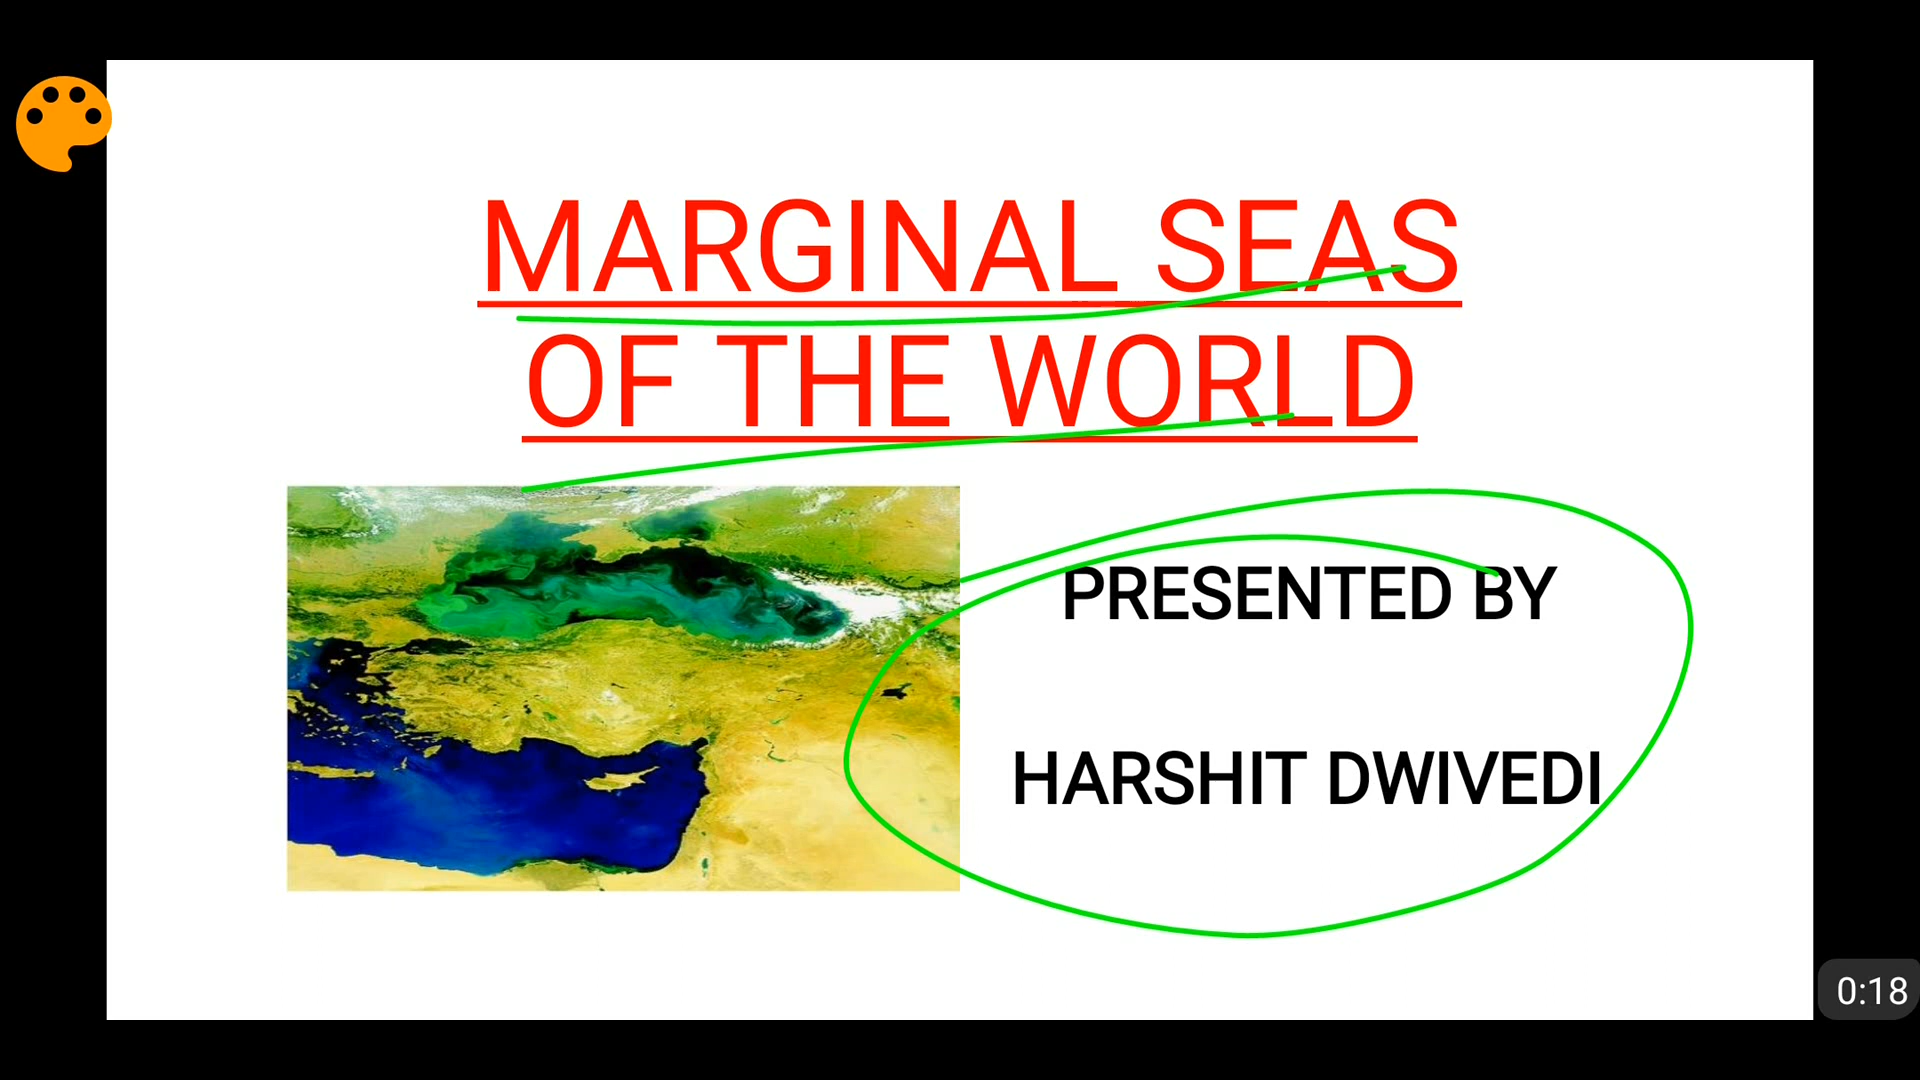 MARGINAL SEAS
OF THE WORLD
PRESENTED BY
HARSHIT DWIVEDI
0:18